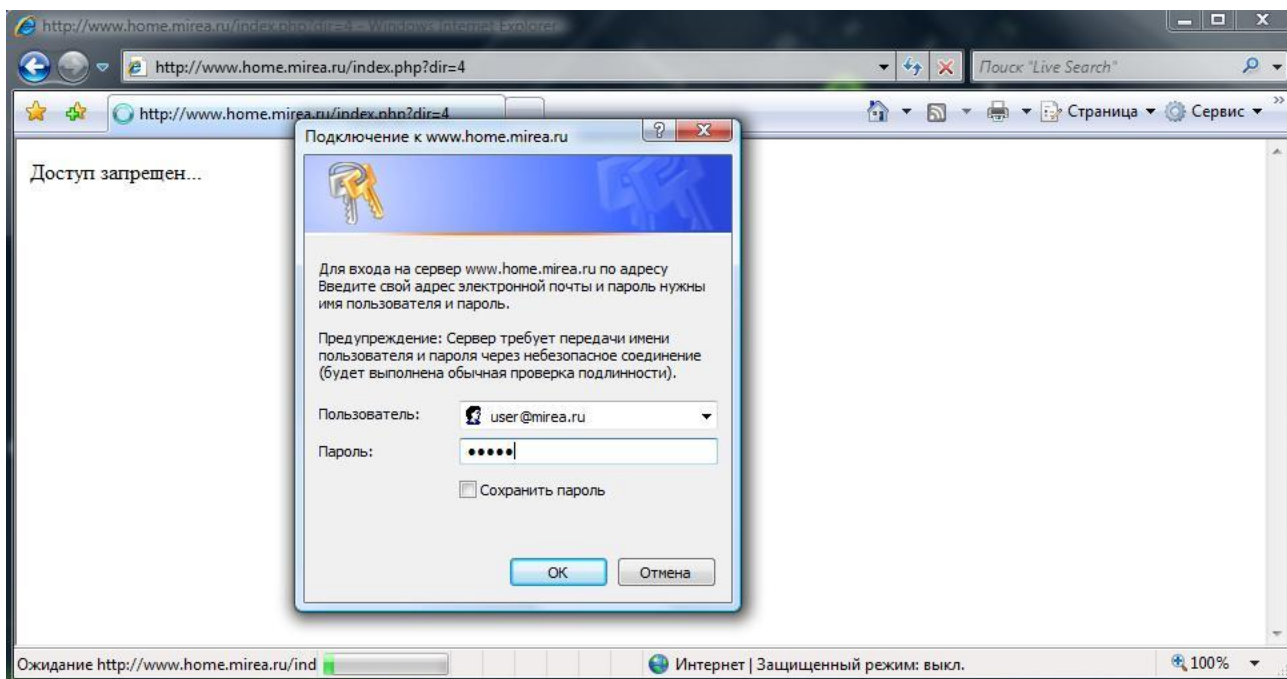 http://www.home.mirea.ru/index.php?dir=4 - Windows Internet Explorer
http://www.home.mirea.ru/index.php?dir=4
Поиск "Live Search"
http://www.home.mirea.ru/index.php?dir=4
Страница
Сервис
Доступ запрещен...
Подключение к www.home.mirea.ru
Для входа на сервер www.home.mirea.ru по адресу
Введите свой адрес электронной почты и пароль нужны
имя пользователя и пароль.
Предупреждение: Сервер требует передачи имени
пользователя и пароля через небезопасное соединение
(будет выполнена обычная проверка подлинности).
Пользователь:
user@mirea.ru
Пароль:
•••••
Сохранить пароль
ОК
Отмена
Ожидание http://www.home.mirea.ru/ind
Интернет | Защищенный режим: выкл.
100%